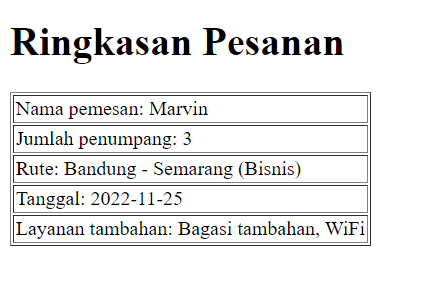 Ringkasan Pesanan
Nama pemesan: Marvin
Jumlah penumpang: 3
Rute: Bandung - Semarang (Bisnis)
Tanggal: 2022-11-25
Layanan tambahan: Bagasi tambahan, WiFi